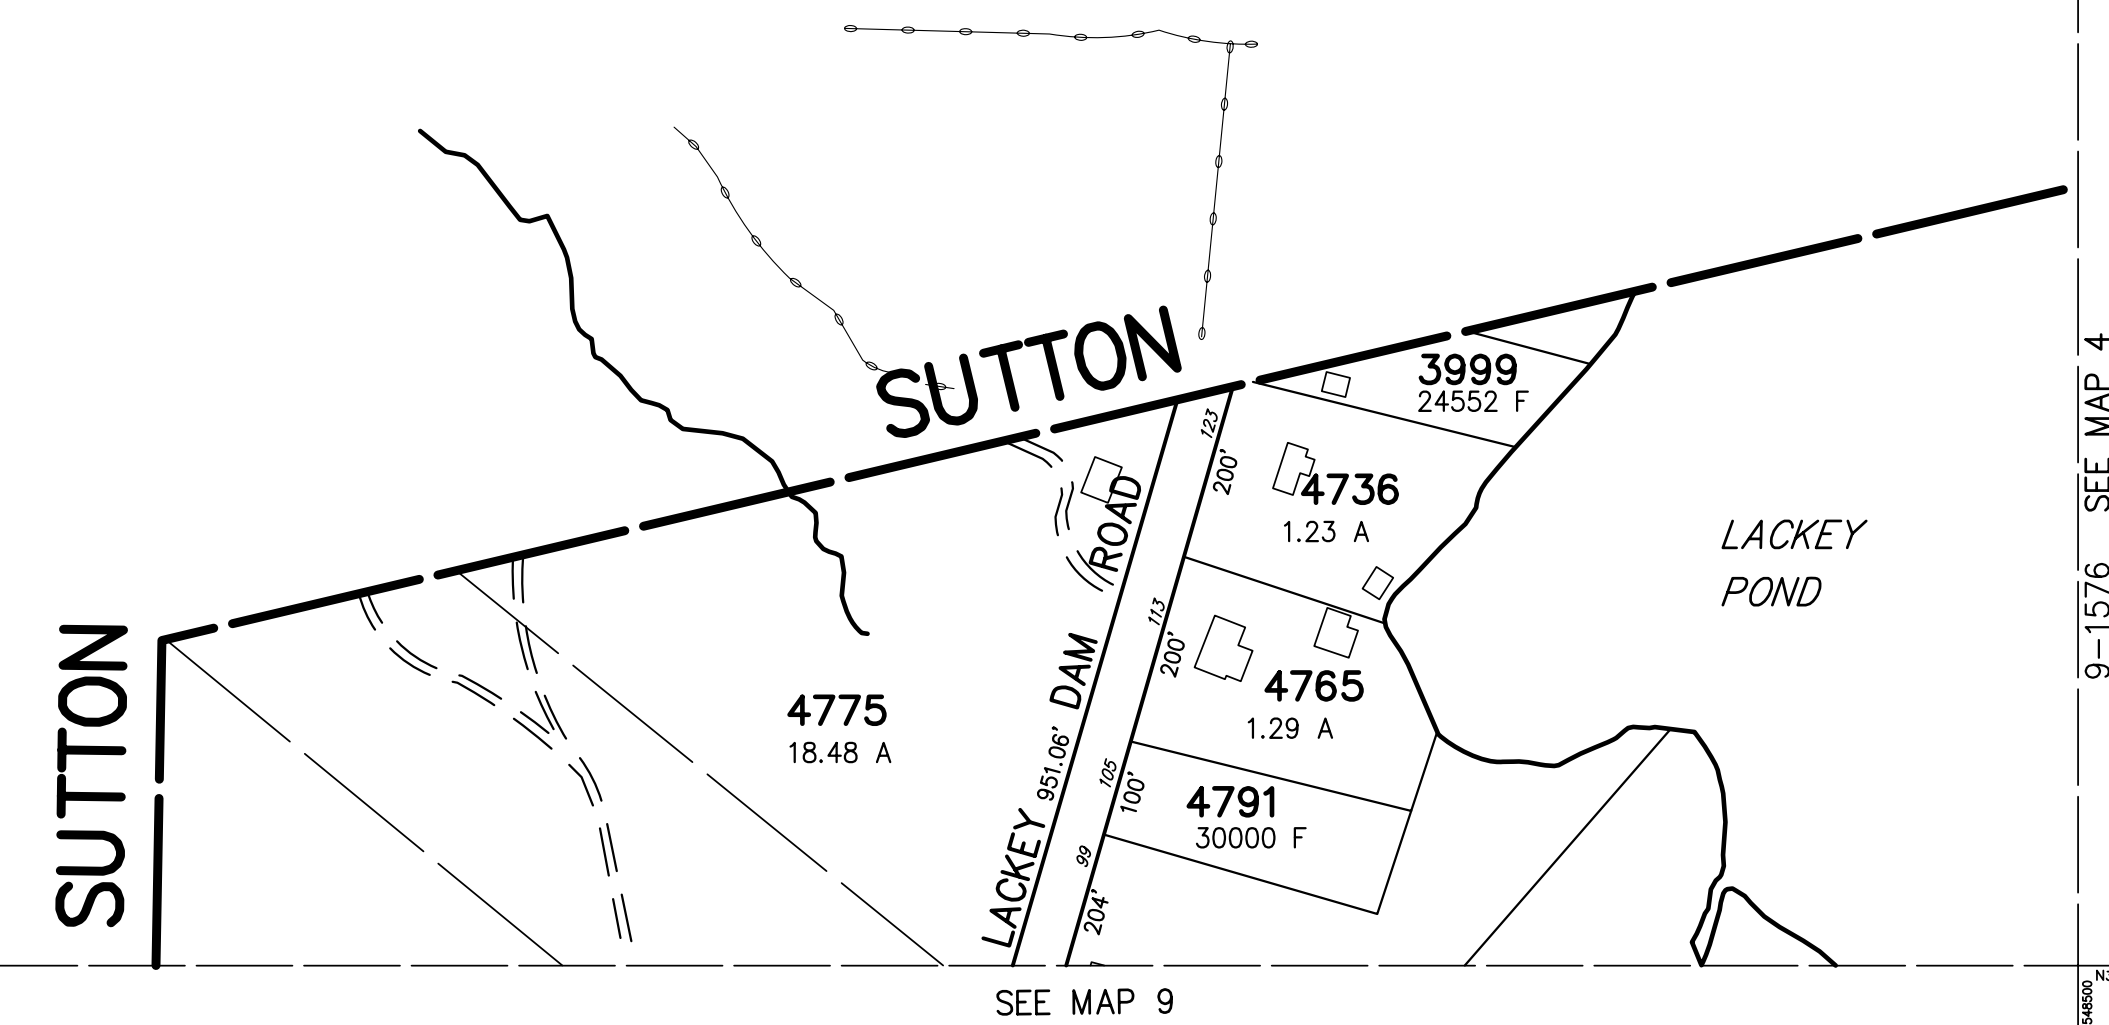 SUTTON
3999
24552 F
123
200'
4736
1.23 A
LACKEY
POND
SEE MAP 4
9-1576
SUTTON
113
200'
4765
1.29 A
4775
18.48 A
LACKEY 951.06' DAM ROAD
105
100'
4791
30000 F
99
204'
SEE MAP 9
548500